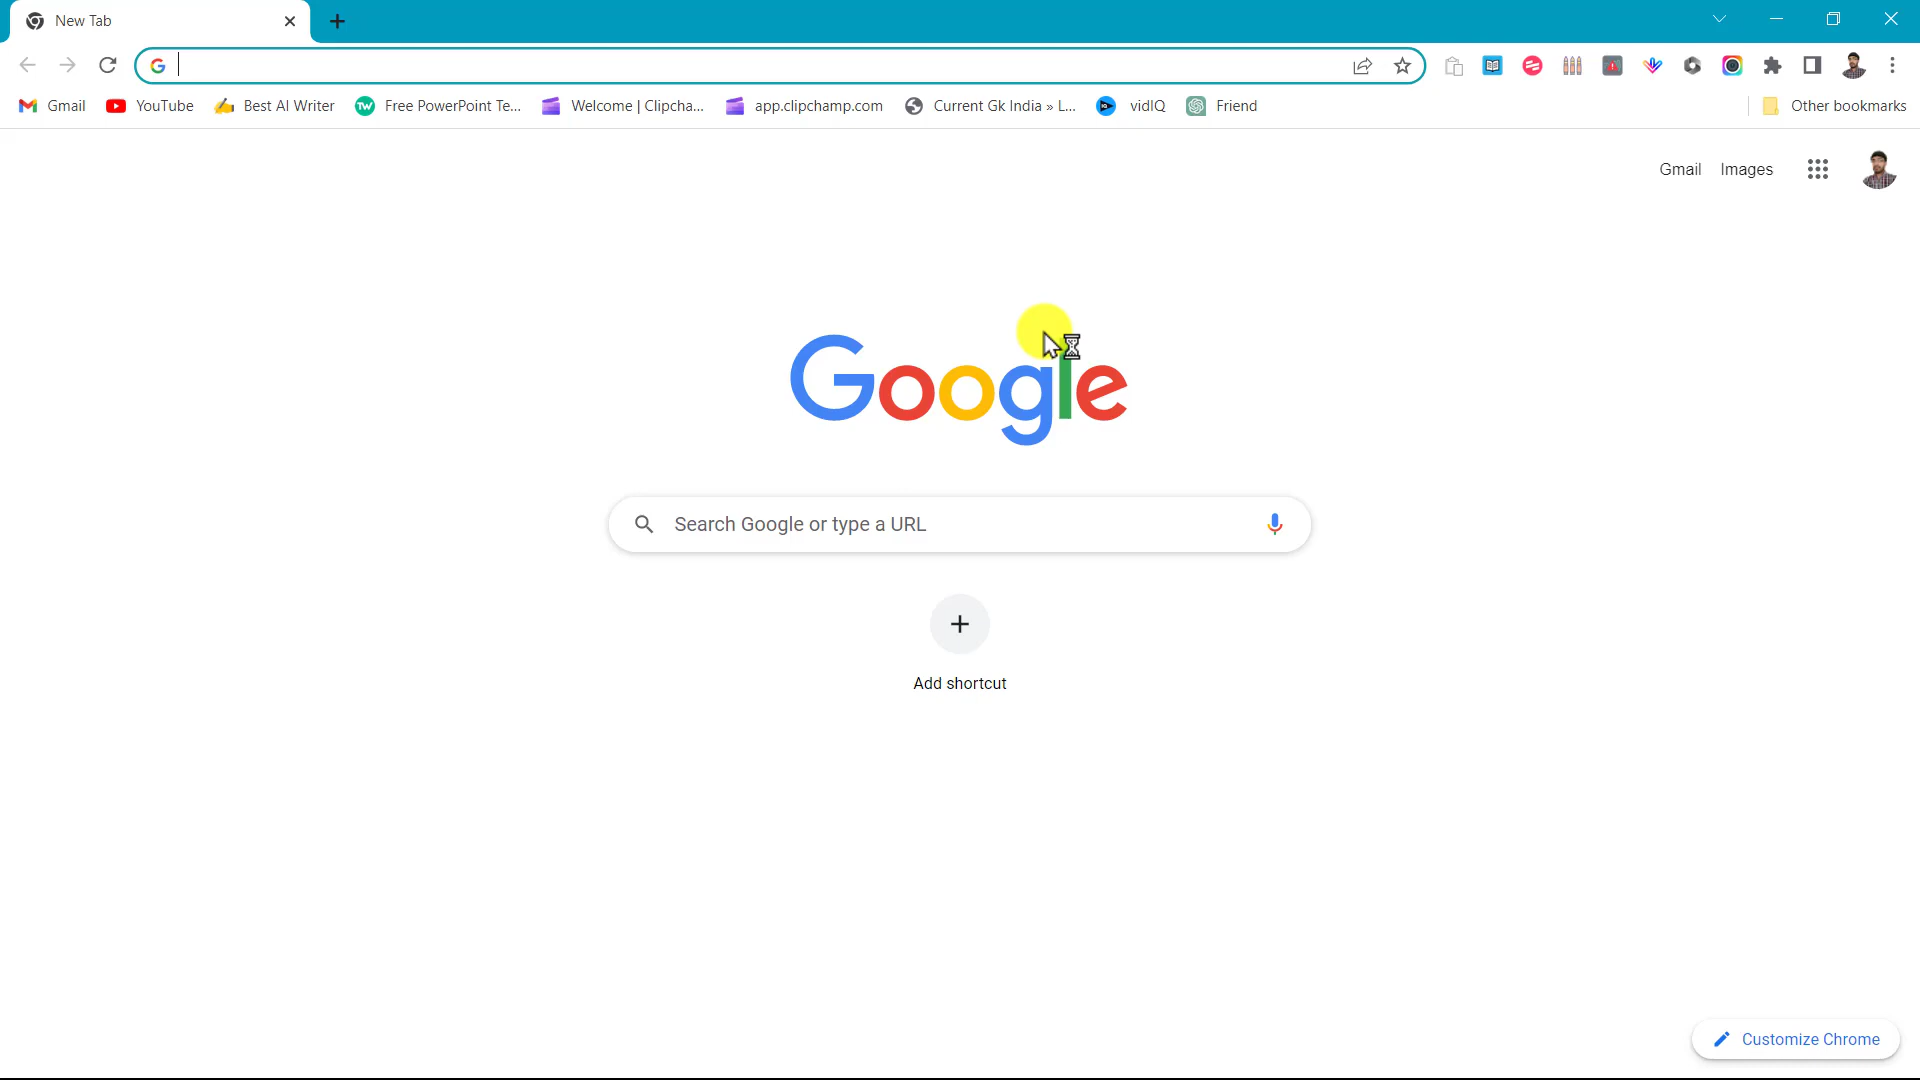 New Tab
Gmail YouTube Best AI Writer Free PowerPoint Te... Welcome | Clipcha... app.clipchamp.com Current Gk India » L... vidIQ Friend Other bookmarks
Gmail Images
Google
Search Google or type a URL
Add shortcut
Customize Chrome